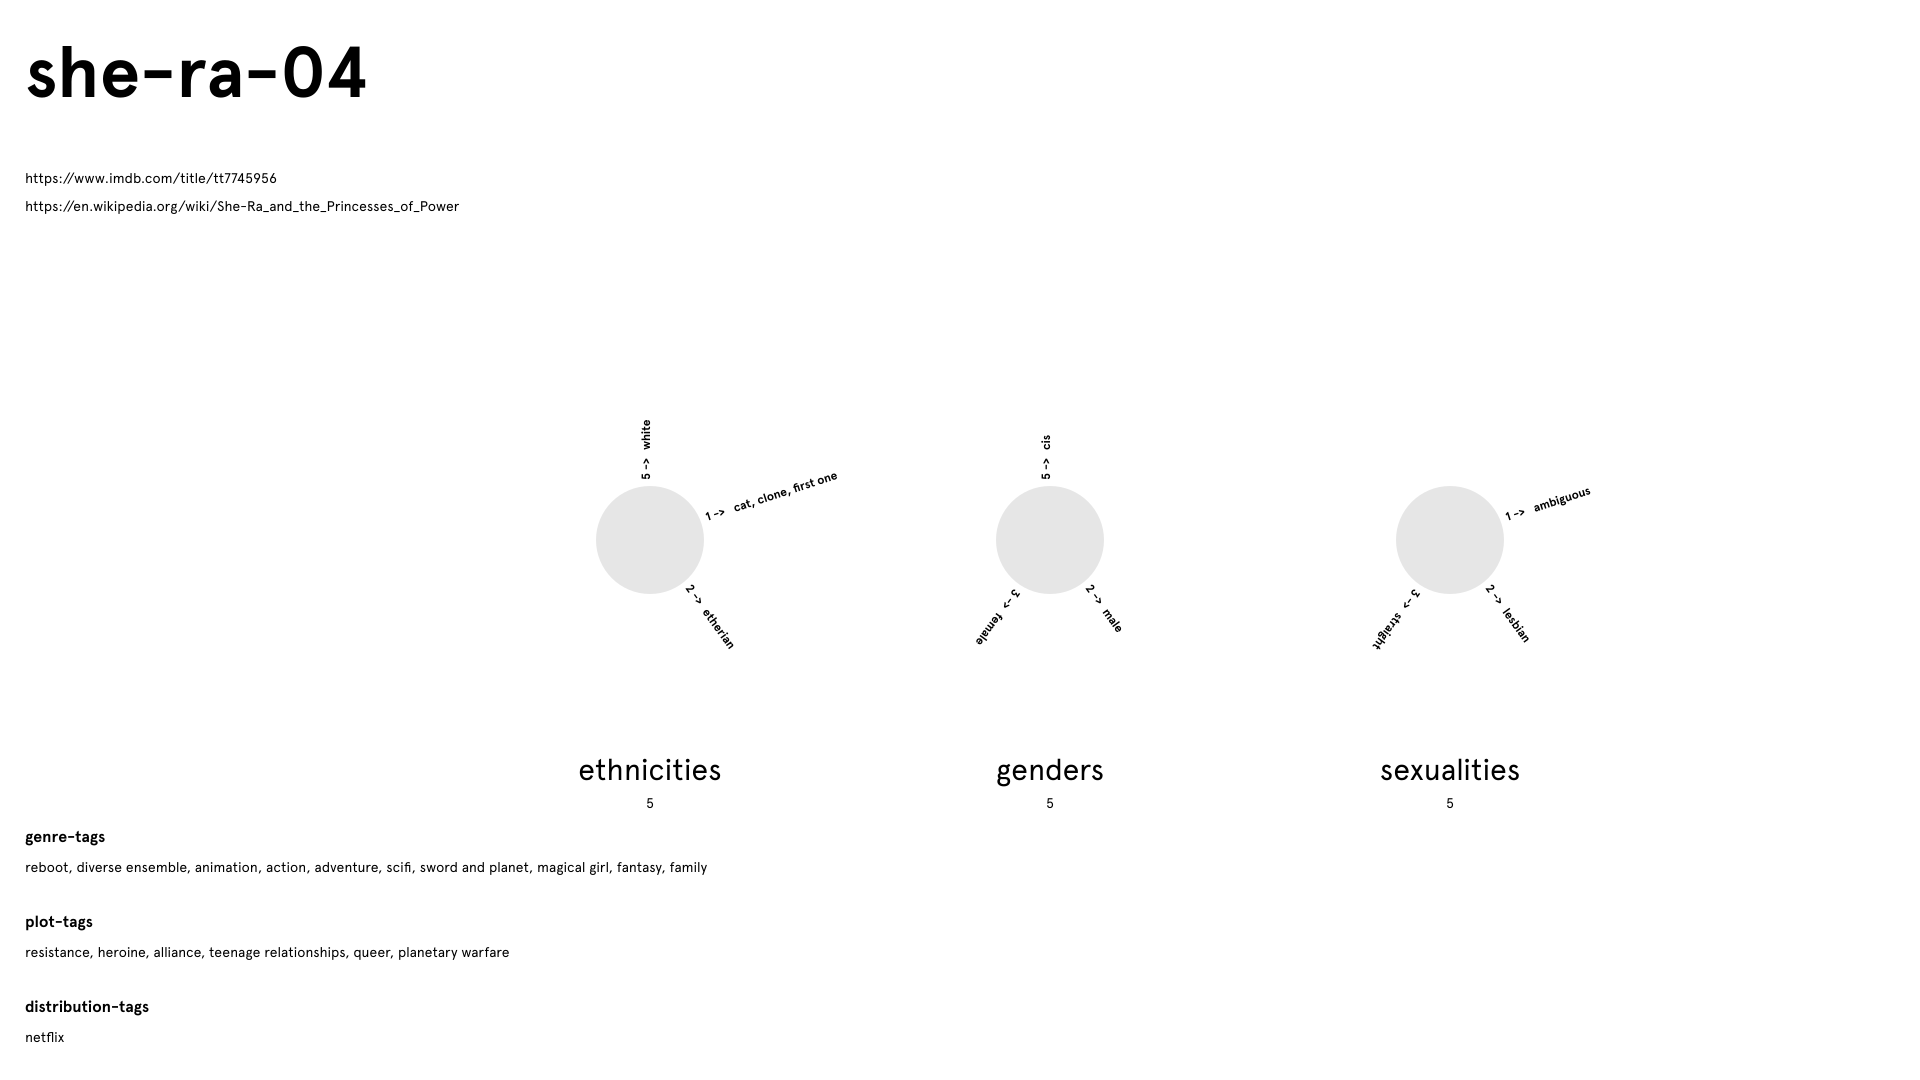 she-ra-04
https://www.imdb.com/title/tt7745956
https://en.wikipedia.org/wiki/She-Ra_and_the_Princesses_of_Power
5 -> white
1 -> cat, clone, first one
2 -> etherian
ethnicities
5
5 -> cis
2 -> male
3 -> female
genders
5
1 -> ambiguous
2 -> lesbian
3 -> straight
sexualities
5
genre-tags
reboot, diverse ensemble, animation, action, adventure, scifi, sword and planet, magical girl, fantasy, family
plot-tags
resistance, heroine, alliance, teenage relationships, queer, planetary warfare
distribution-tags
netflix